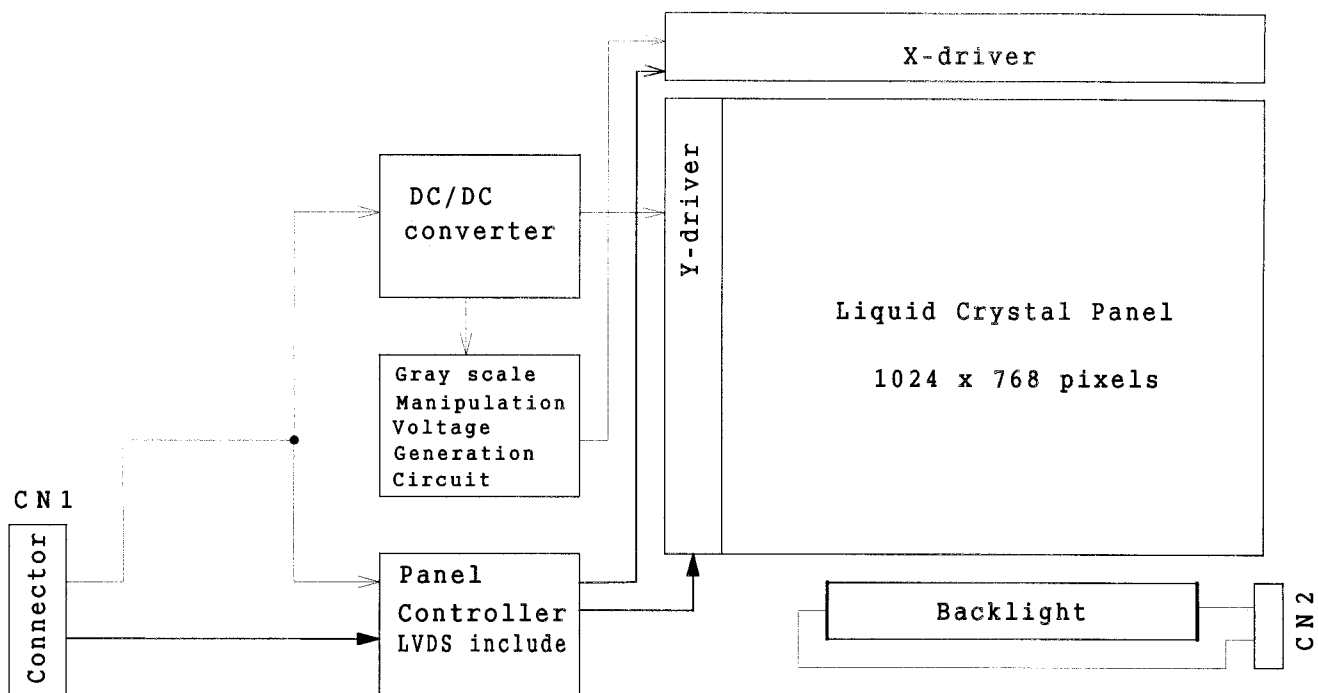 X-driver
DC/DC
converter
Y-driver
Liquid Crystal Panel
1024 x 768 pixels
Gray scale
Manipulation
Voltage
Generation
Circuit
CN1
Connector
Panel
Controller
LVDS include
Backlight
CN2